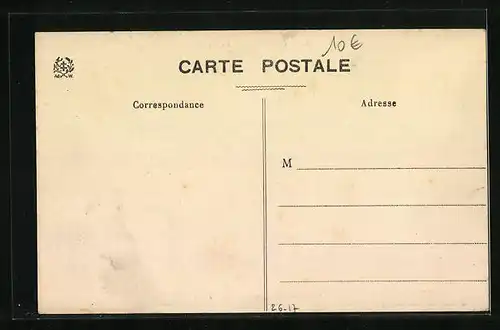 10€
CARTE POSTALE
Correspondance
Adresse
M
26-17